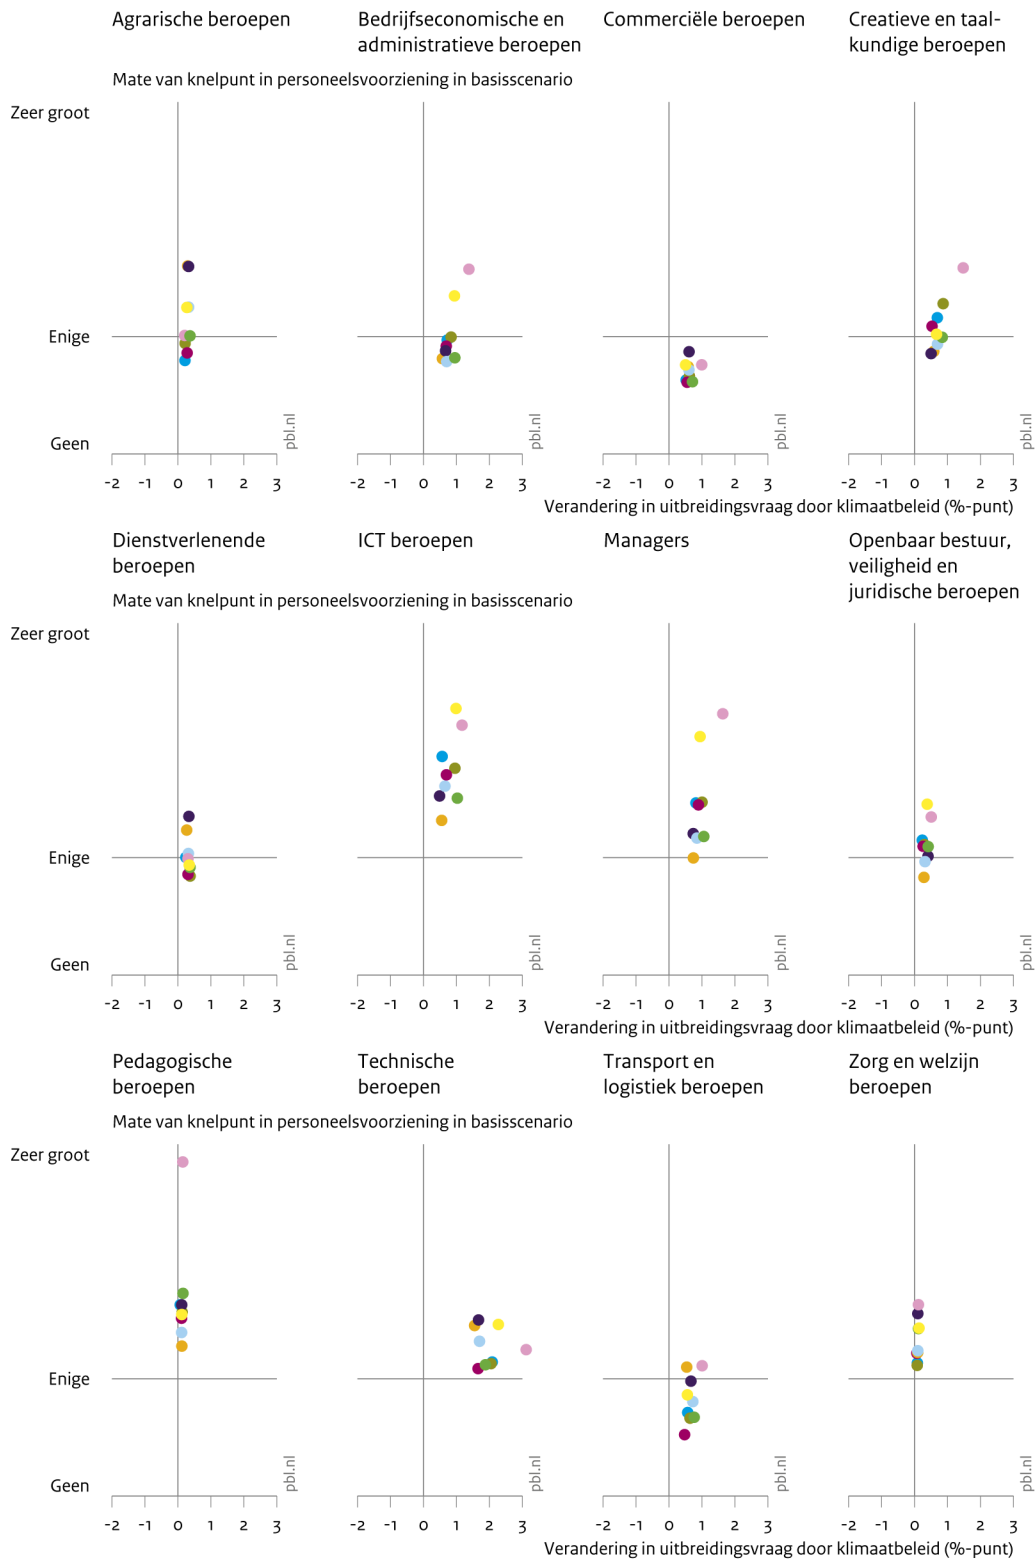 Agrarische beroepen
Bedrijfseconomische en
administratieve beroepen
Commerciële beroepen
Creatieve en taal-
kundige beroepen
Mate van knelpunt in personeelsvoorziening in basisscenario
Zeer groot
Enige
Geen
pbl.nl
pbl.nl
pbl.nl
pbl.nl
-2 -1 0 1 2 3
-2 -1 0 1 2 3
-2 -1 0 1 2 3
-2 -1 0 1 2 3
Verandering in uitbreidingsvraag door klimaatbeleid (%-punt)
Dienstverlenende
beroepen
ICT beroepen
Managers
Openbaar bestuur,
veiligheid en
juridische beroepen
Mate van knelpunt in personeelsvoorziening in basisscenario
Zeer groot
Enige
Geen
pbl.nl
pbl.nl
pbl.nl
pbl.nl
-2 -1 0 1 2 3
-2 -1 0 1 2 3
-2 -1 0 1 2 3
-2 -1 0 1 2 3
Verandering in uitbreidingsvraag door klimaatbeleid (%-punt)
Pedagogische
beroepen
Technische
beroepen
Transport en
logistiek beroepen
Zorg en welzijn
beroepen
Mate van knelpunt in personeelsvoorziening in basisscenario
Zeer groot
Enige
Geen
pbl.nl
pbl.nl
pbl.nl
pbl.nl
-2 -1 0 1 2 3
-2 -1 0 1 2 3
-2 -1 0 1 2 3
-2 -1 0 1 2 3
Verandering in uitbreidingsvraag door klimaatbeleid (%-punt)